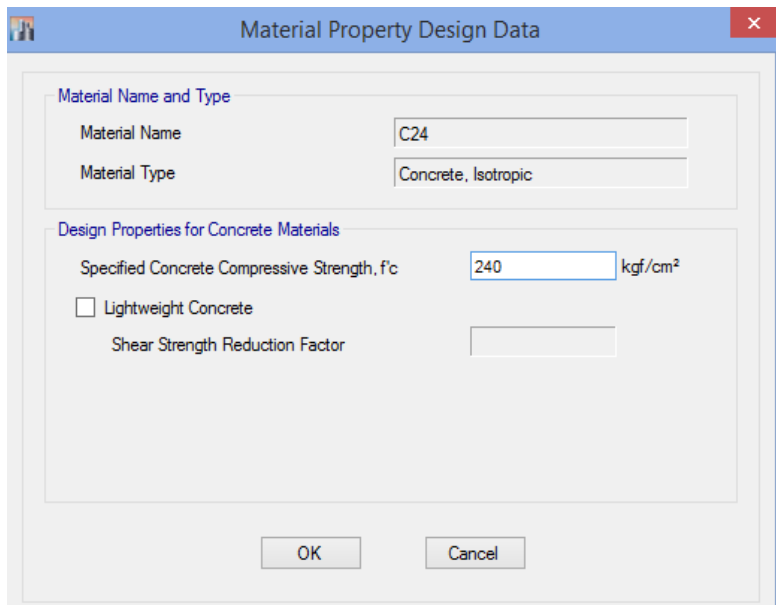 Material Property Design Data
Material Name and Type
Material Name C24
Material Type Concrete, Isotropic
Design Properties for Concrete Materials
Specified Concrete Compressive Strength, f'c 240 kgf/cm²
Lightweight Concrete
Shear Strength Reduction Factor
OK Cancel